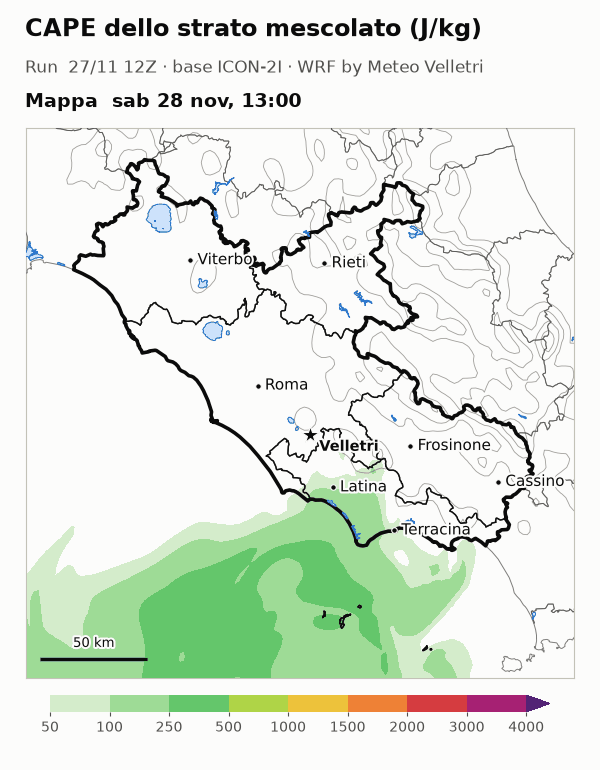 CAPE dello strato mescolato (J/kg)
Run  27/11 12Z · base ICON-2I · WRF by Meteo Velletri
Mappa  sab 28 nov, 13:00
Viterbo
Rieti
Roma
Velletri
Frosinone
Latina
Cassino
Terracina
50 km
50 100 250 500 1000 1500 2000 3000 4000